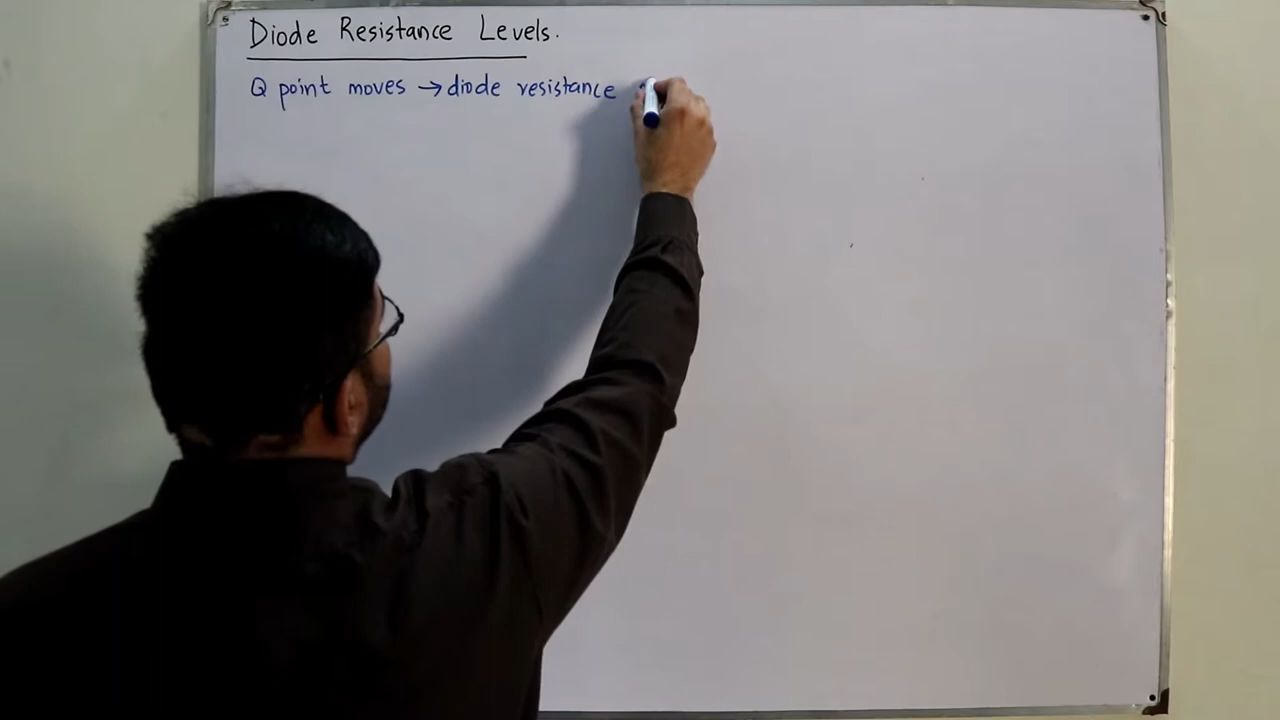 Diode Resistance Levels.
Q point moves → diode resistance